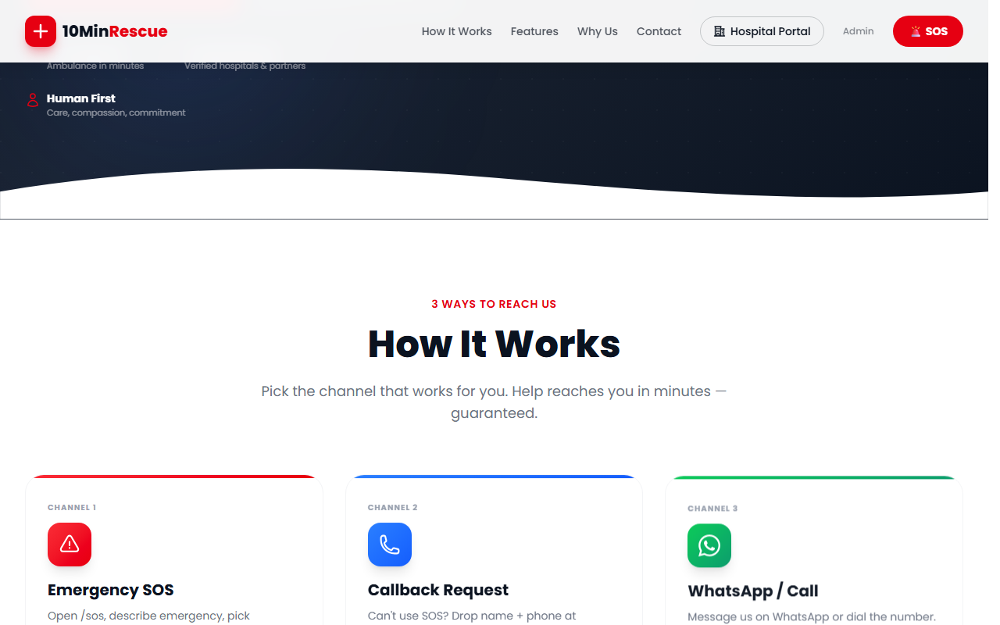 10MinRescue
How It Works
Features
Why Us
Contact
Hospital Portal
Admin
SOS
Ambulance in minutes
Verified hospitals & partners
Human First
Care, compassion, commitment
3 WAYS TO REACH US
How It Works
Pick the channel that works for you. Help reaches you in minutes —
guaranteed.
CHANNEL 1
Emergency SOS
Open /sos, describe emergency, pick
CHANNEL 2
Callback Request
Can't use SOS? Drop name + phone at
CHANNEL 3
WhatsApp / Call
Message us on WhatsApp or dial the number.